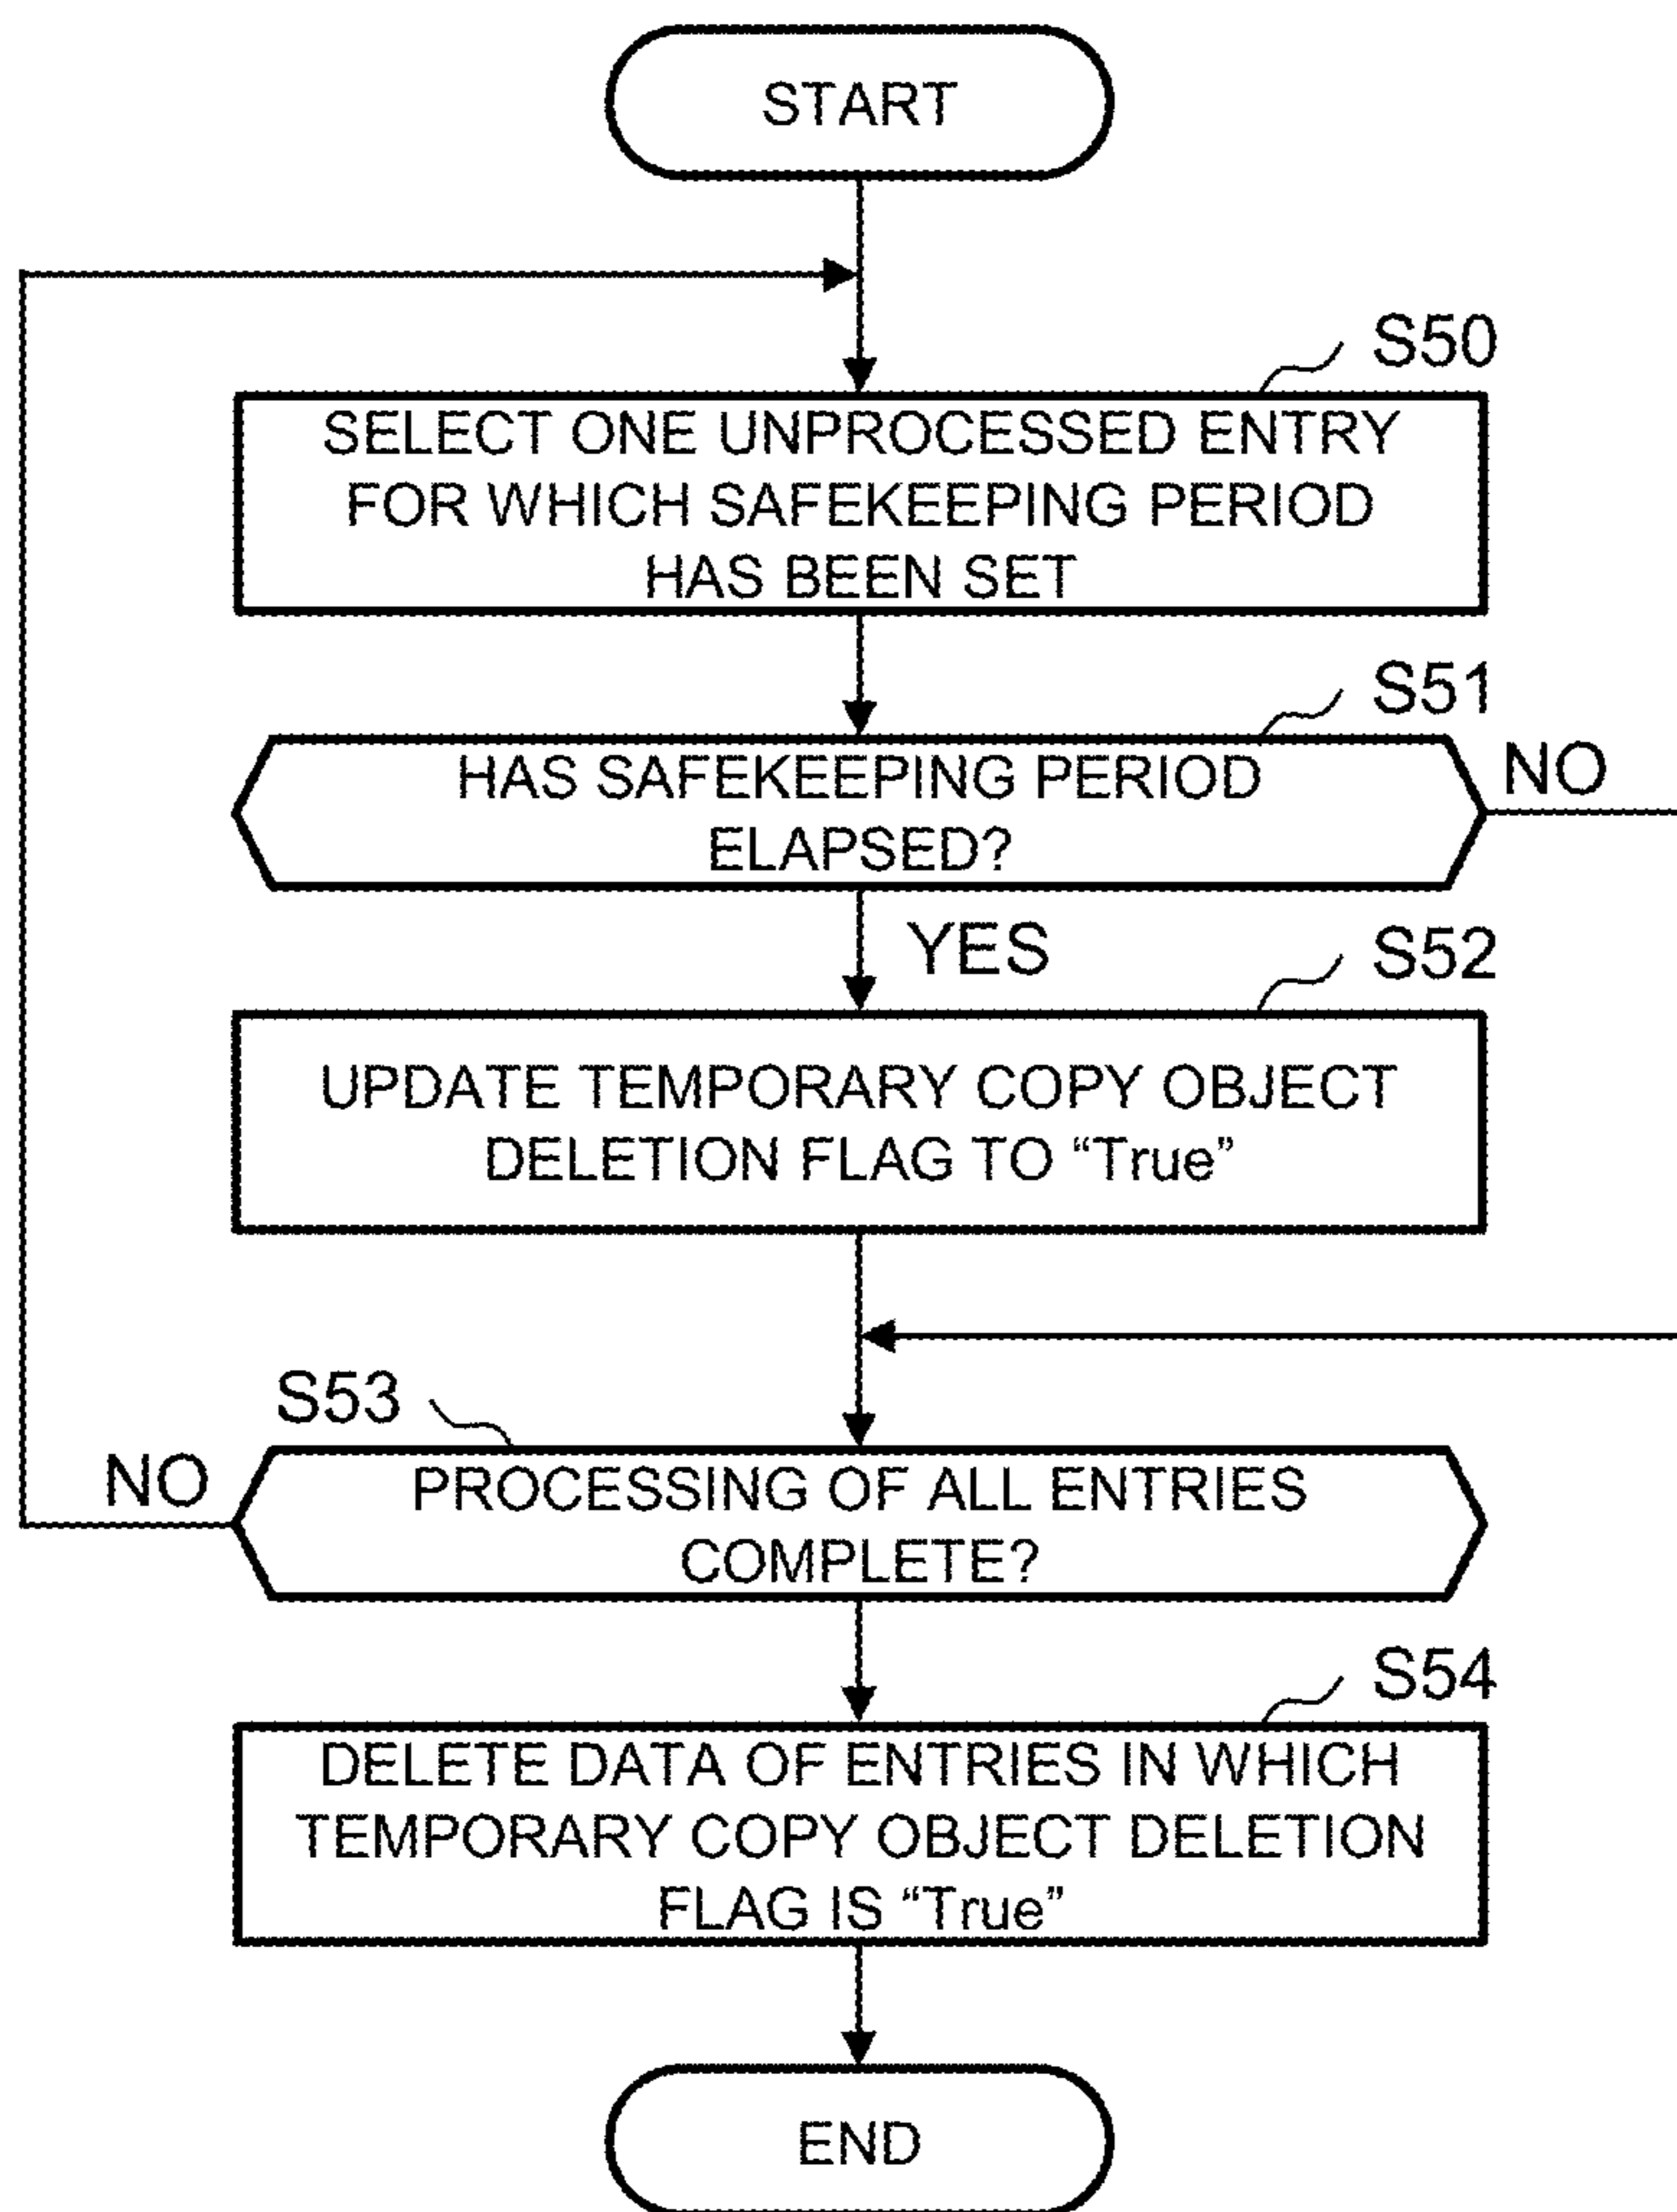 START
S50
SELECT ONE UNPROCESSED ENTRY
FOR WHICH SAFEKEEPING PERIOD
HAS BEEN SET
S51
HAS SAFEKEEPING PERIOD
ELAPSED?
NO
YES
S52
UPDATE TEMPORARY COPY OBJECT
DELETION FLAG TO “True”
S53
NO
PROCESSING OF ALL ENTRIES
COMPLETE?
S54
DELETE DATA OF ENTRIES IN WHICH
TEMPORARY COPY OBJECT DELETION
FLAG IS “True”
END